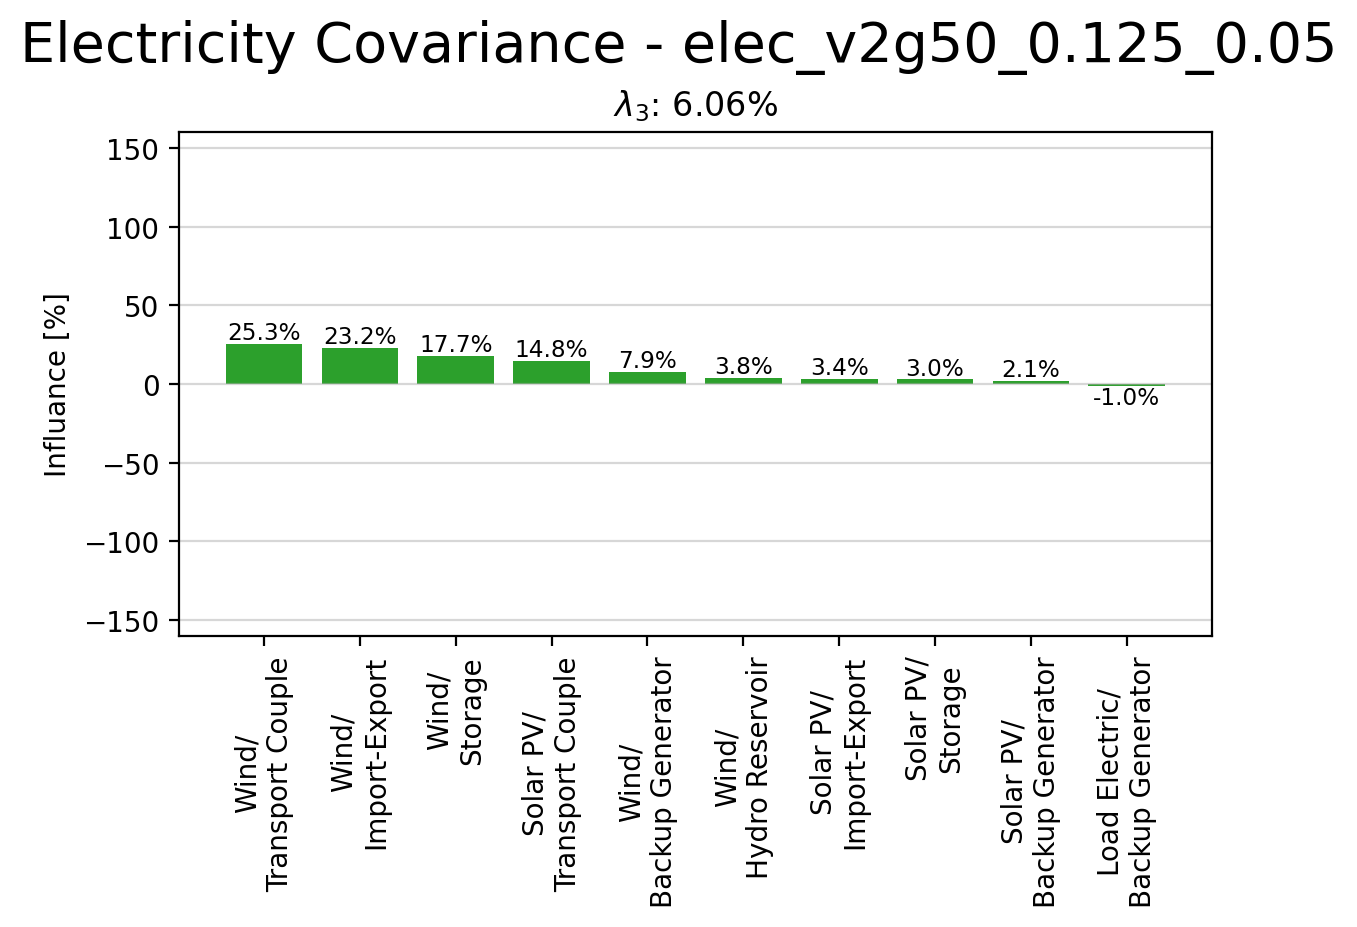 Electricity Covariance - elec_v2g50_0.125_0.05
λ₃: 6.06%
150
100
50
0
−50
−100
−150
Influance [%]
25.3%
23.2%
17.7%
14.8%
7.9%
3.8%
3.4%
3.0%
2.1%
-1.0%
Wind/
Transport Couple
Wind/
Import-Export
Wind/
Storage
Solar PV/
Transport Couple
Wind/
Backup Generator
Wind/
Hydro Reservoir
Solar PV/
Import-Export
Solar PV/
Storage
Solar PV/
Backup Generator
Load Electric/
Backup Generator